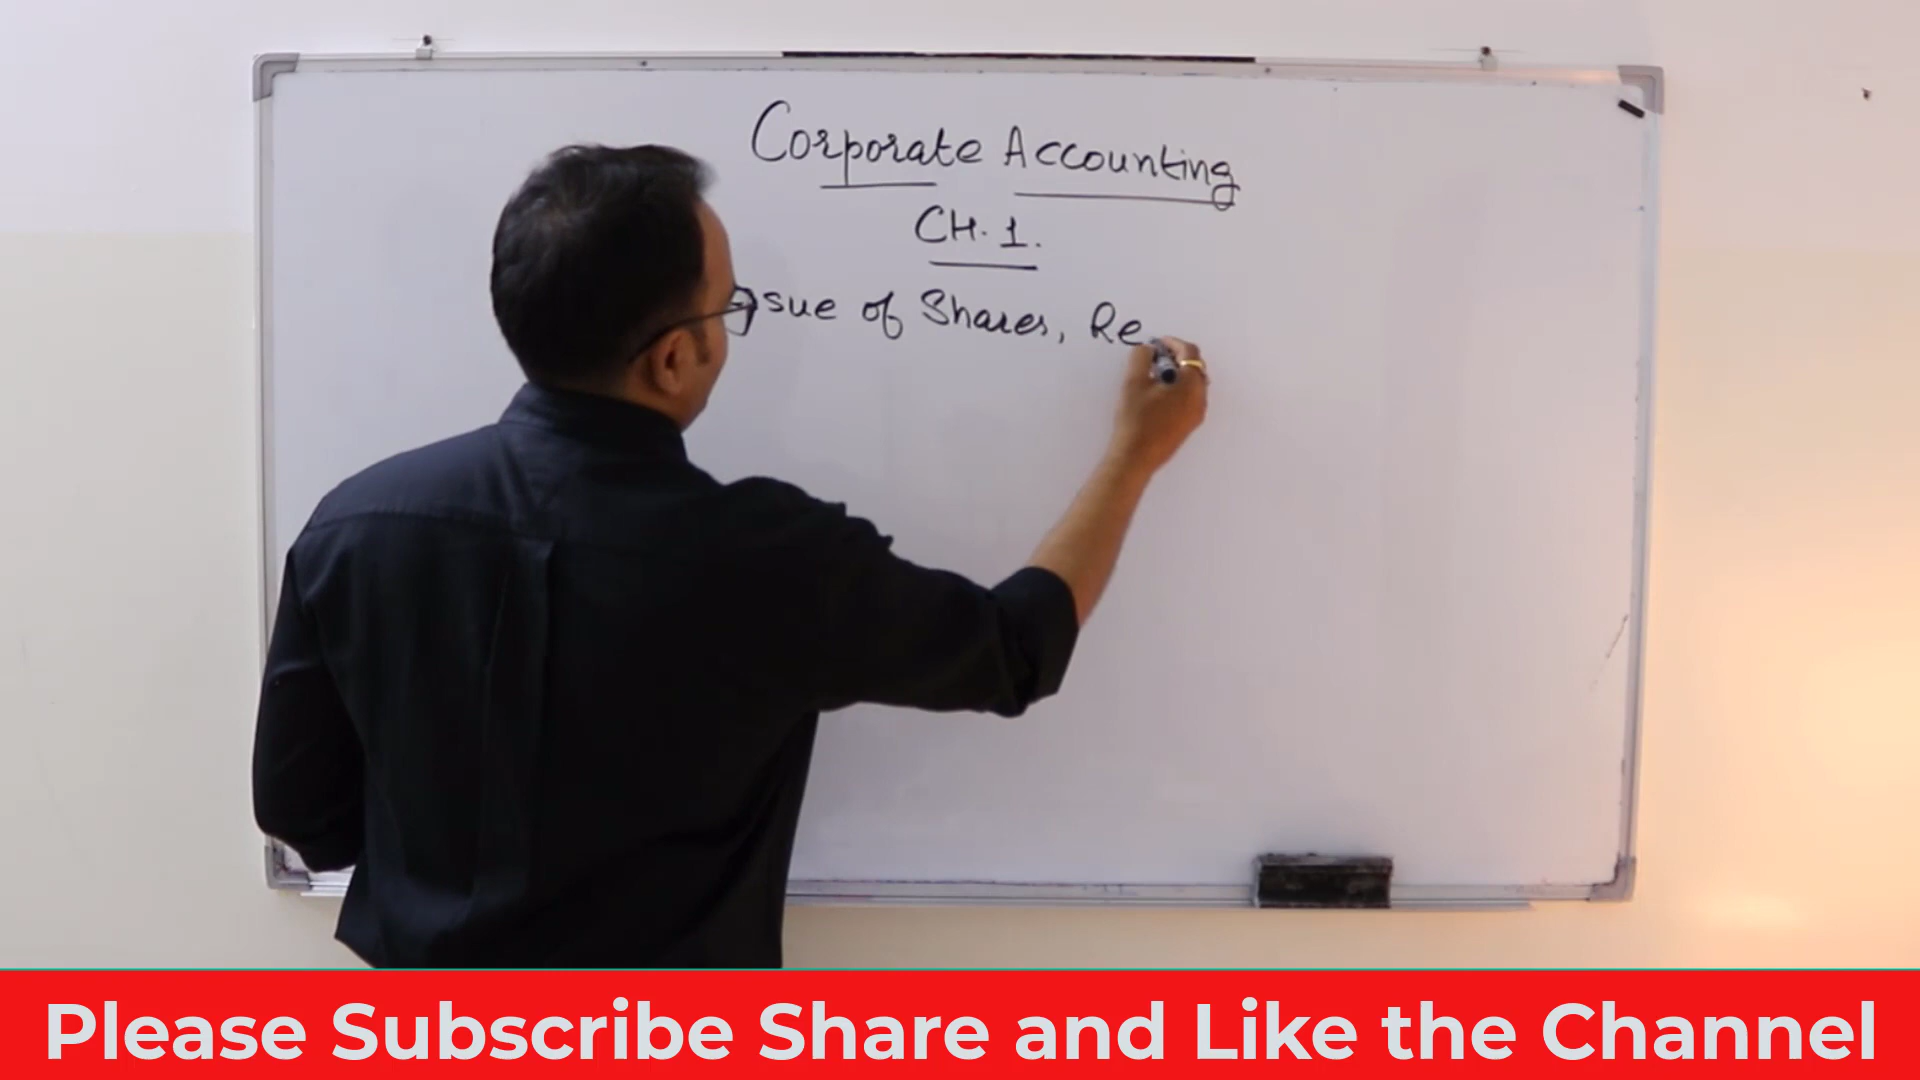 Corporate Accounting
CH. 1.
sue of Shares, Re
Please Subscribe Share and Like the Channel